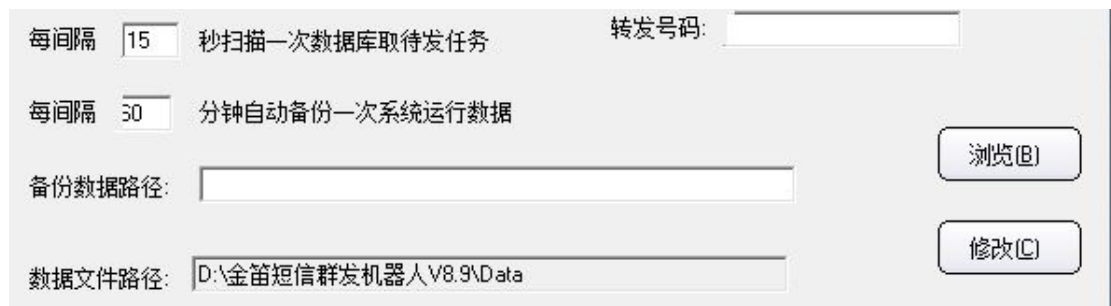 每间隔 15 秒扫描一次数据库取待发任务 转发号码:
每间隔 60 分钟自动备份一次系统运行数据
浏览(B)
备份数据路径:
修改(C)
数据文件路径: D:\金笛短信群发机器人V8.9\Data